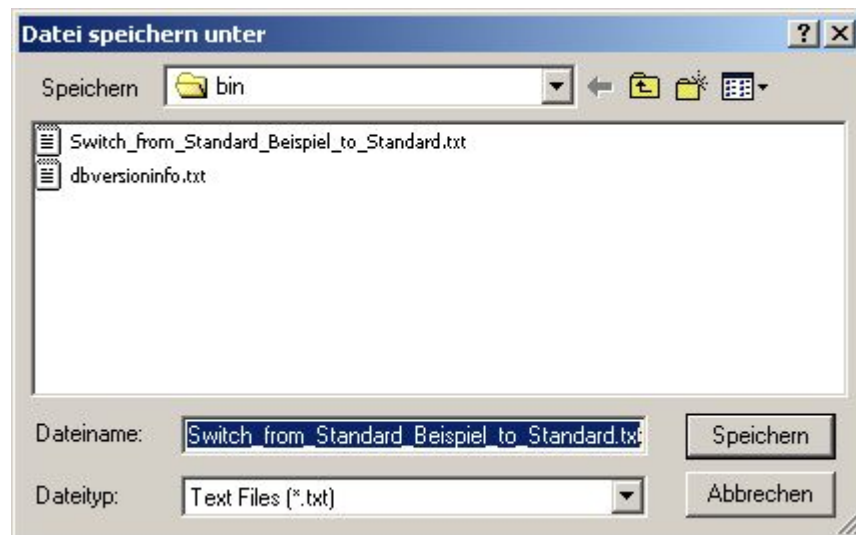 Datei speichern unter
Speichern
bin
Switch_from_Standard_Beispiel_to_Standard.txt
dbversioninfo.txt
Dateiname:
Switch_from_Standard_Beispiel_to_Standard.txt
Speichern
Dateityp:
Text Files (*.txt)
Abbrechen